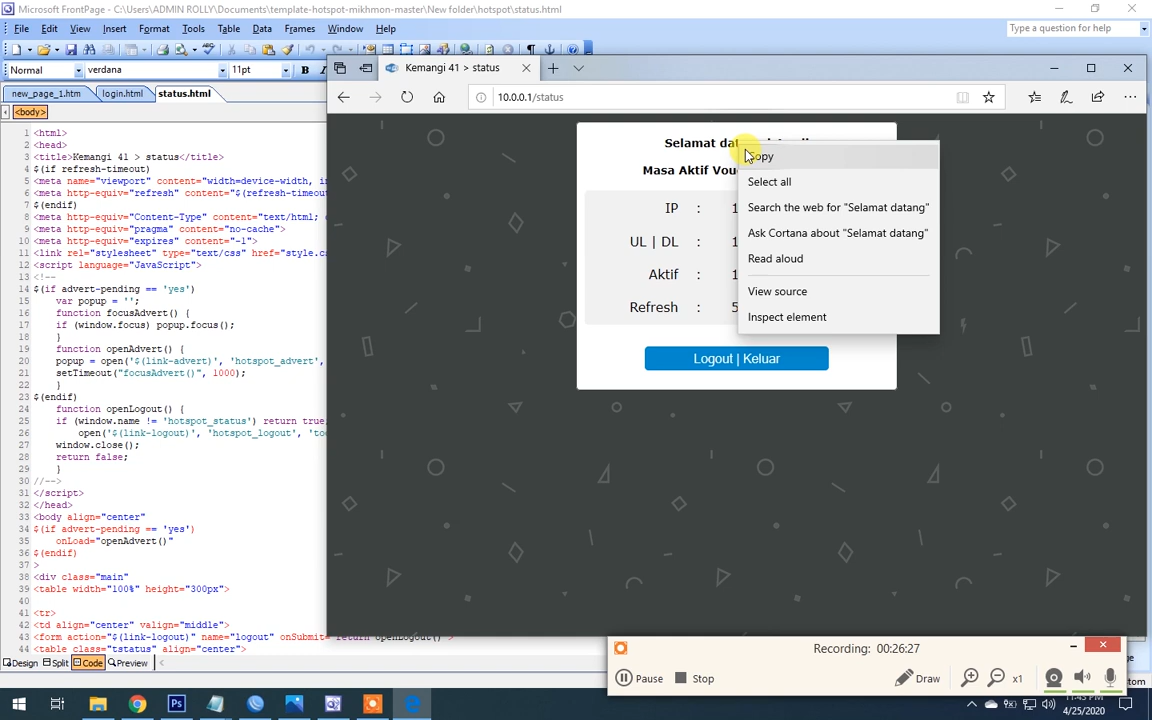 Microsoft FrontPage - C:\Users\ADMIN ROLLY\Documents\template-hotspot-mikhmon-master\New folder\hotspot\status.html
File Edit View Insert Format Tools Table Data Frames Window Help
Type a question for help
Normal verdana 11pt B
new_page_1.htm login.html status.html
<body>
1 <html>
2 <head>
3 <title>Kemangi 41 > status</title>
4 $(if refresh-timeout)
5 <meta name="viewport" content="width=device-width, in
6 <meta http-equiv="refresh" content="$(refresh-timeout
7 $(endif)
8 <meta http-equiv="Content-Type" content="text/html; c
9 <meta http-equiv="pragma" content="no-cache">
10 <meta http-equiv="expires" content="-1">
11 <link rel="stylesheet" type="text/css" href="style.cs
12 <script language="JavaScript">
13 <!--
14 $(if advert-pending == 'yes')
15 var popup = '';
16 function focusAdvert() {
17 if (window.focus) popup.focus();
18 }
19 function openAdvert() {
20 popup = open('$(link-advert)', 'hotspot_advert',
21 setTimeout("focusAdvert()", 1000);
22 }
23 $(endif)
24 function openLogout() {
25 if (window.name != 'hotspot_status') return true;
26 open('$(link-logout)', 'hotspot_logout', 'too
27 window.close();
28 return false;
29 }
30 //-->
31 </script>
32 </head>
33 <body align="center"
34 $(if advert-pending == 'yes')
35 onLoad="openAdvert()"
36 $(endif)
37 >
38 <div class="main"
39 <table width="100%" height="300px">
40
41 <tr>
42 <td align="center" valign="middle">
43 <form action="$(link-logout)" name="logout" onSubmit="return openLogout()">
44 <table class="tstatus" align="center">
Design Split Code Preview
Kemangi 41 > status
10.0.0.1/status
Selamat dat
Masa Aktif Vou
IP : 1
UL | DL : 1
Aktif : 1
Refresh : 5
Logout | Keluar
Copy
Select all
Search the web for "Selamat datang"
Ask Cortana about "Selamat datang"
Read aloud
View source
Inspect element
Recording: 00:26:27
Pause Stop Draw x1
11:43 PM
4/25/2020